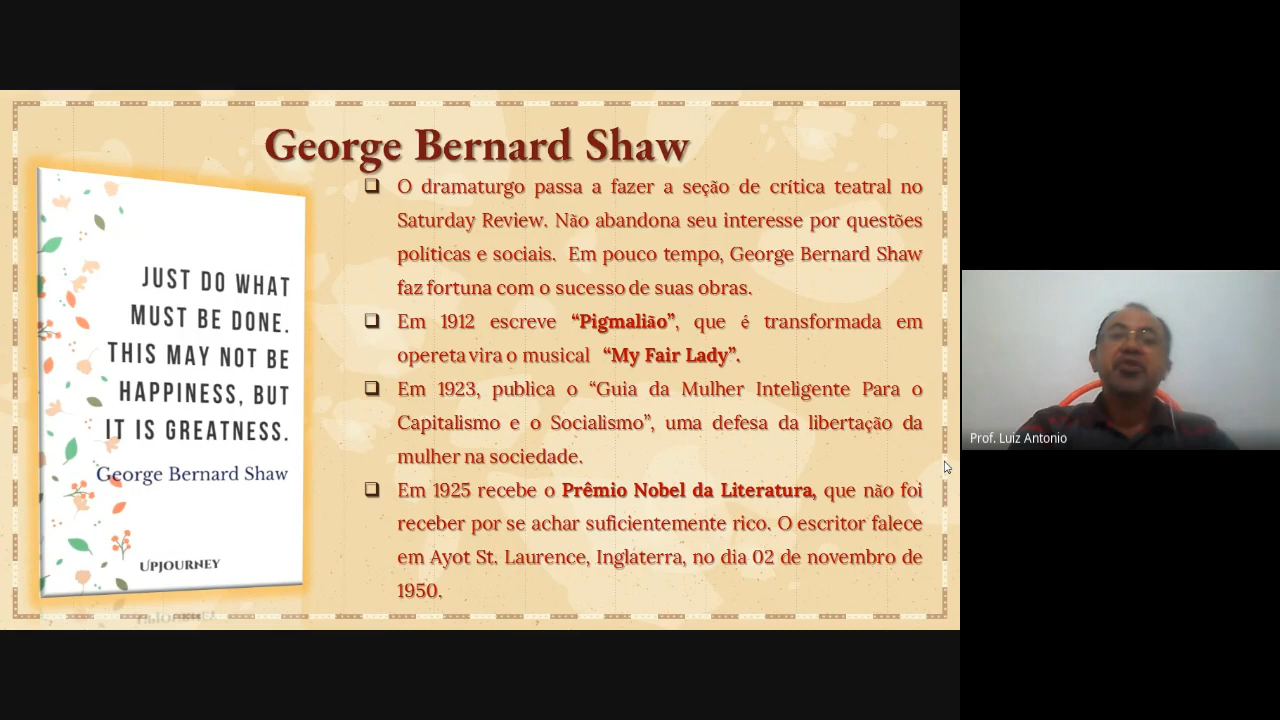 George Bernard Shaw
O dramaturgo passa a fazer a seção de crítica teatral no
Saturday Review. Não abandona seu interesse por questões
políticas e sociais. Em pouco tempo, George Bernard Shaw
faz fortuna com o sucesso de suas obras.
Em 1912 escreve “Pigmalião”, que é transformada em
opereta vira o musical “My Fair Lady”.
Em 1923, publica o “Guia da Mulher Inteligente Para o
Capitalismo e o Socialismo”, uma defesa da libertação da
mulher na sociedade.
Em 1925 recebe o Prêmio Nobel da Literatura, que não foi
receber por se achar suficientemente rico. O escritor falece
em Ayot St. Laurence, Inglaterra, no dia 02 de novembro de
1950.
JUST DO WHAT
MUST BE DONE.
THIS MAY NOT BE
HAPPINESS, BUT
IT IS GREATNESS.
George Bernard Shaw
UPJOURNEY
Prof. Luiz Antonio